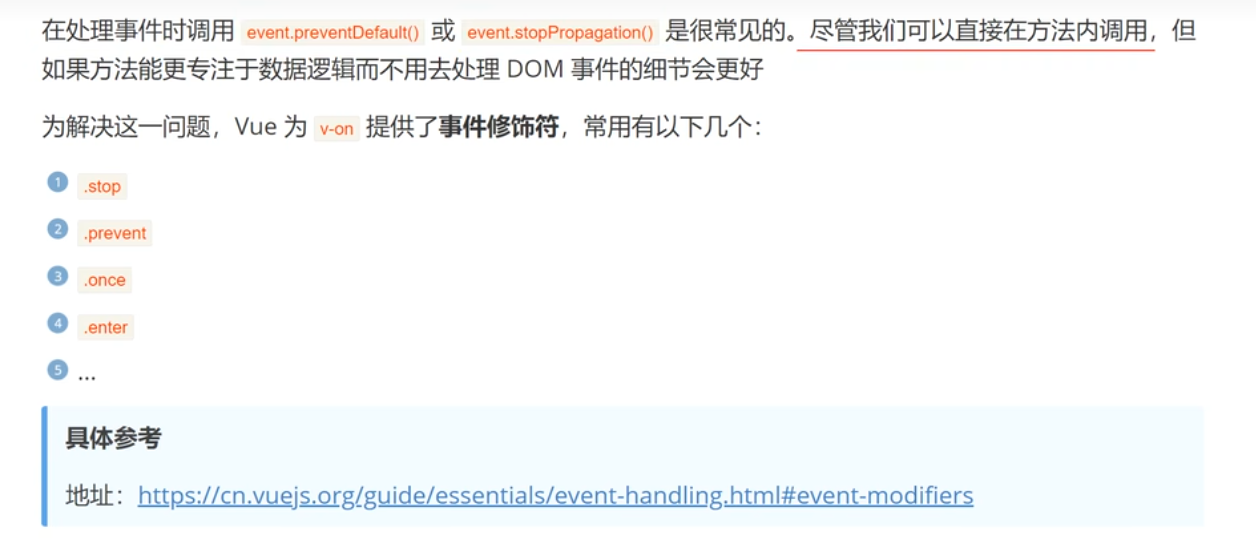 在处理事件时调用 event.preventDefault() 或 event.stopPropagation() 是很常见的。尽管我们可以直接在方法内调用，但
如果方法能更专注于数据逻辑而不用去处理 DOM 事件的细节会更好
为解决这一问题，Vue 为 v-on 提供了事件修饰符，常用有以下几个：
1 .stop
2 .prevent
3 .once
4 .enter
5 ...
具体参考
地址：https://cn.vuejs.org/guide/essentials/event-handling.html#event-modifiers